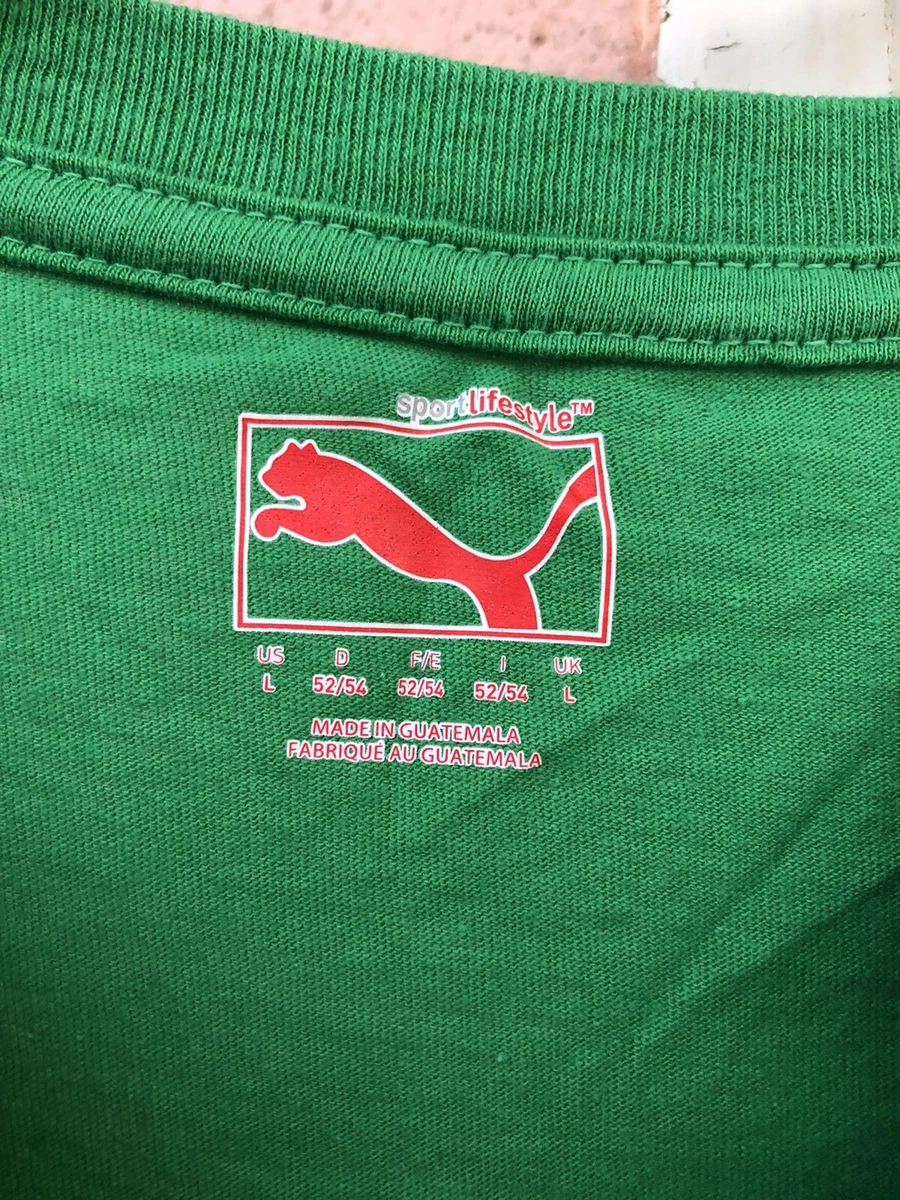 sportlifestyle™
US D F/E I UK
L 52/54 52/54 52/54 L
MADE IN GUATEMALA
FABRIQUÉ AU GUATEMALA